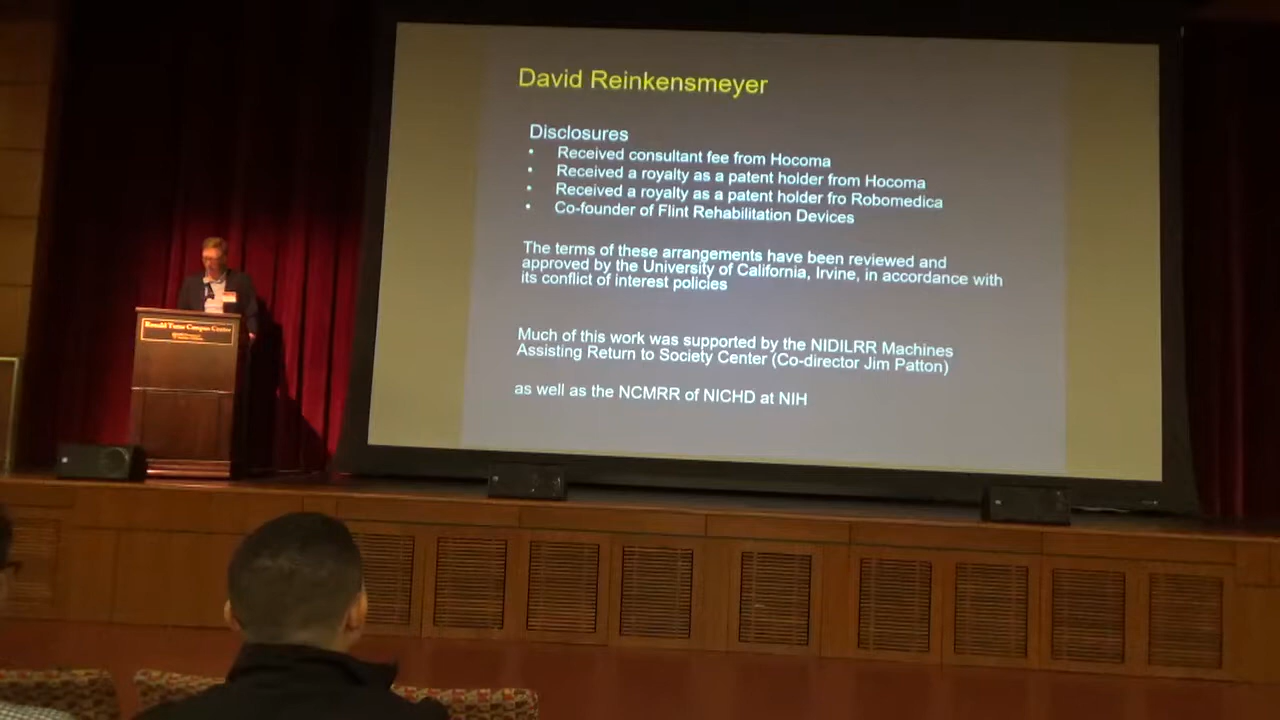 David Reinkensmeyer
Disclosures
• Received consultant fee from Hocoma
• Received a royalty as a patent holder from Hocoma
• Received a royalty as a patent holder fro Robomedica
• Co-founder of Flint Rehabilitation Devices
The terms of these arrangements have been reviewed and
approved by the University of California, Irvine, in accordance with
its conflict of interest policies
Much of this work was supported by the NIDILRR Machines
Assisting Return to Society Center (Co-director Jim Patton)
as well as the NCMRR of NICHD at NIH
Ronald Tutor Campus Center